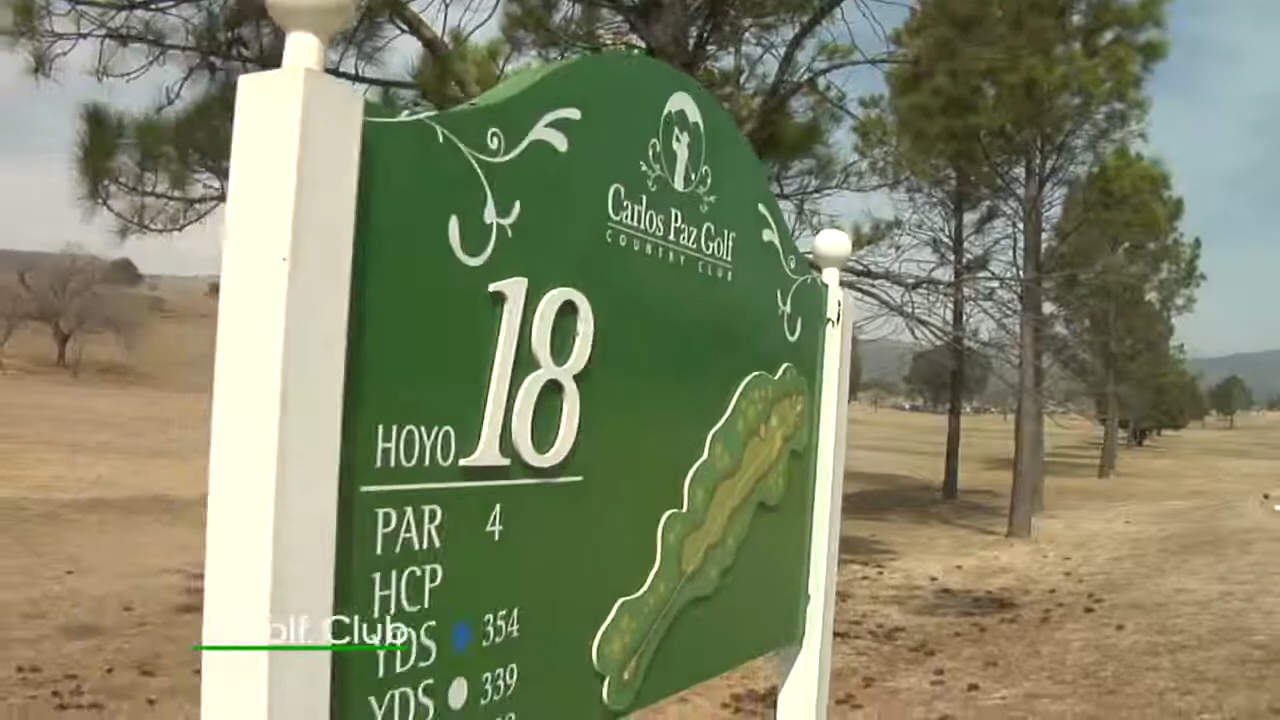 Carlos Paz Golf
COUNTRY CLUB
HOYO 18
PAR 4
HCP
YDS 354
YDS 339
olf Club